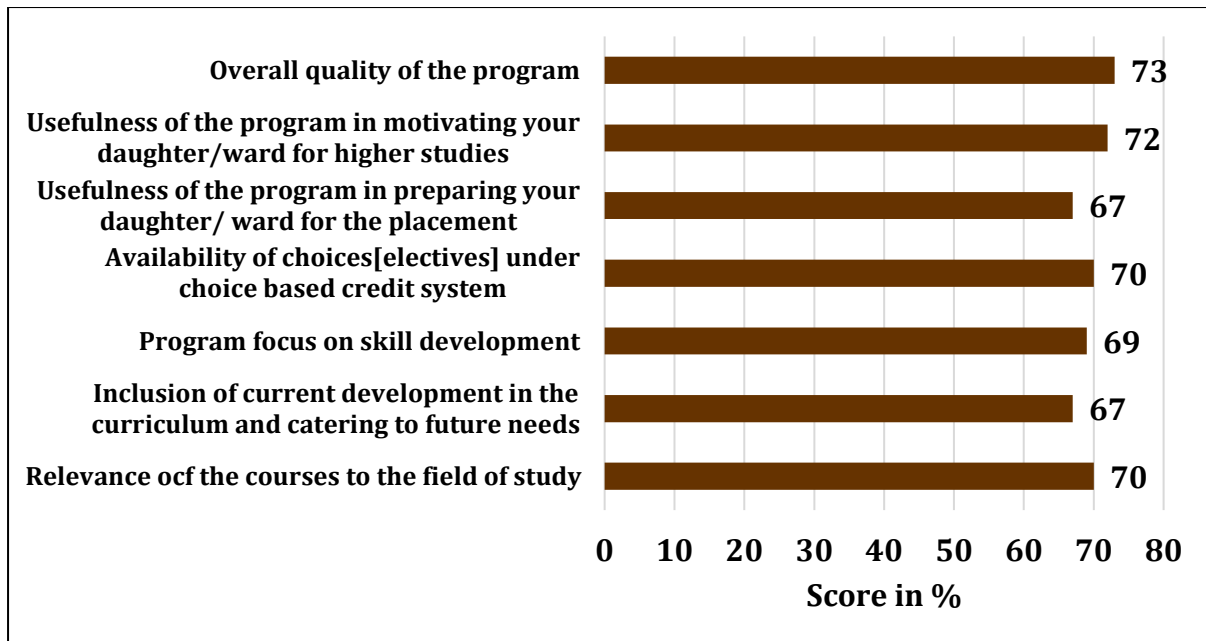 Overall quality of the program
73
Usefulness of the program in motivating your
daughter/ward for higher studies
72
Usefulness of the program in preparing your
daughter/ ward for the placement
67
Availability of choices[electives] under
choice based credit system
70
Program focus on skill development
69
Inclusion of current development in the
curriculum and catering to future needs
67
Relevance ocf the courses to the field of study
70
0 10 20 30 40 50 60 70 80
Score in %